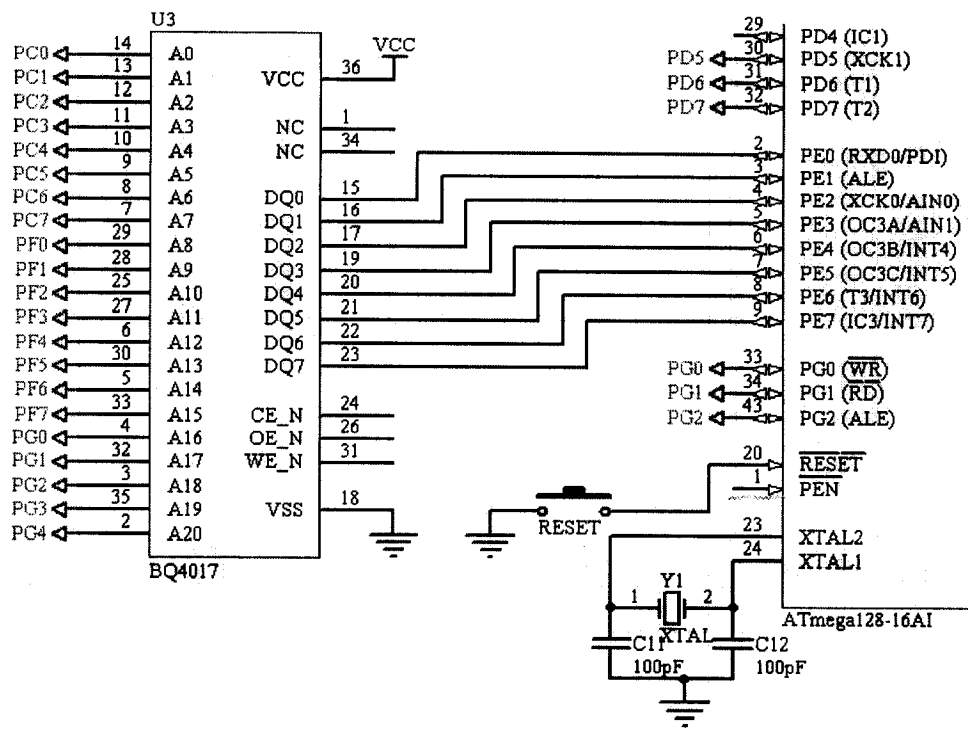 U3
PC0 14 A0
PC1 13 A1
PC2 12 A2
PC3 11 A3
PC4 10 A4
PC5 9 A5
PC6 8 A6
PC7 7 A7
PF0 29 A8
PF1 28 A9
PF2 25 A10
PF3 27 A11
PF4 6 A12
PF5 30 A13
PF6 5 A14
PF7 33 A15
PG0 4 A16
PG1 32 A17
PG2 3 A18
PG3 35 A19
PG4 2 A20
VCC
VCC 36
NC 1
NC 34
DQ0 15
DQ1 16
DQ2 17
DQ3 19
DQ4 20
DQ5 21
DQ6 22
DQ7 23
CE_N 24
OE_N 26
WE_N 31
VSS 18
BQ4017
29 PD4 (IC1)
PD5 30 PD5 (XCK1)
PD6 31 PD6 (T1)
PD7 32 PD7 (T2)
2 PE0 (RXD0/PDI)
3 PE1 (ALE)
4 PE2 (XCK0/AIN0)
5 PE3 (OC3A/AIN1)
6 PE4 (OC3B/INT4)
7 PE5 (OC3C/INT5)
8 PE6 (T3/INT6)
9 PE7 (IC3/INT7)
PG0 33 PG0 (WR)
PG1 34 PG1 (RD)
PG2 43 PG2 (ALE)
20 RESET
1 PEN
RESET
23 XTAL2
24 XTAL1
Y1
1 2
XTAL
C11
100pF
C12
100pF
ATmega128-16AI